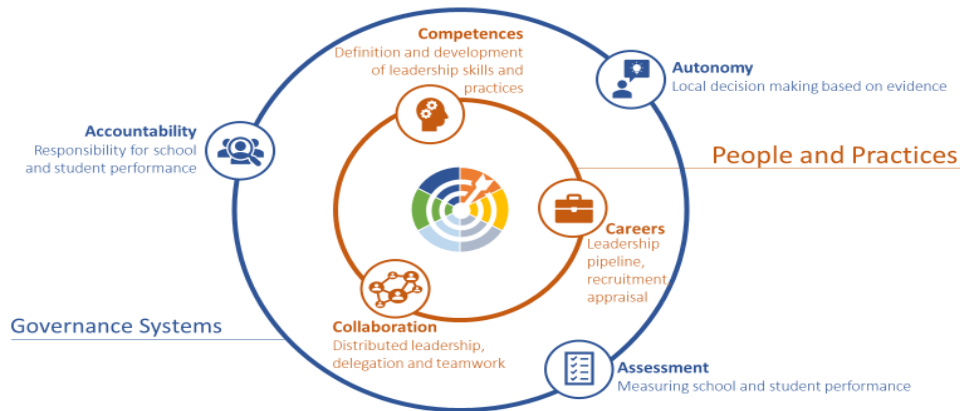 Competences
Definition and development
of leadership skills and
practices
Autonomy
Local decision making based on evidence
Accountability
Responsibility for school
and student performance
People and Practices
Careers
Leadership
pipeline,
recruitment
appraisal
Governance Systems
Collaboration
Distributed leadership,
delegation and teamwork
Assessment
Measuring school and student performance